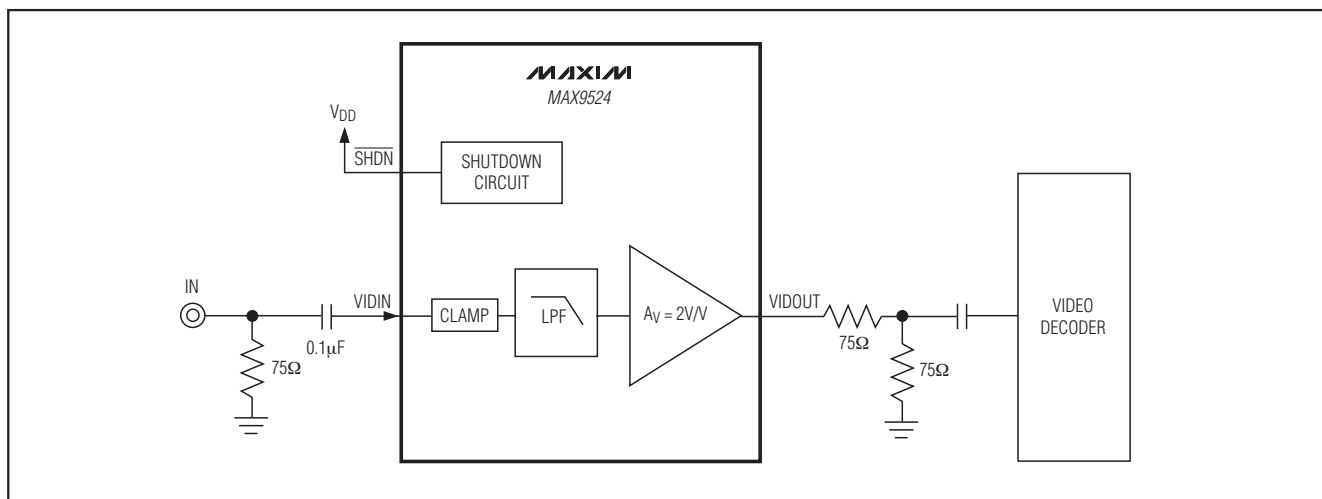 MAXIM
MAX9524
VDD
SHDN
SHUTDOWN
CIRCUIT
IN
VIDIN
CLAMP
LPF
AV = 2V/V
VIDOUT
0.1μF
75Ω
75Ω
75Ω
VIDEO
DECODER